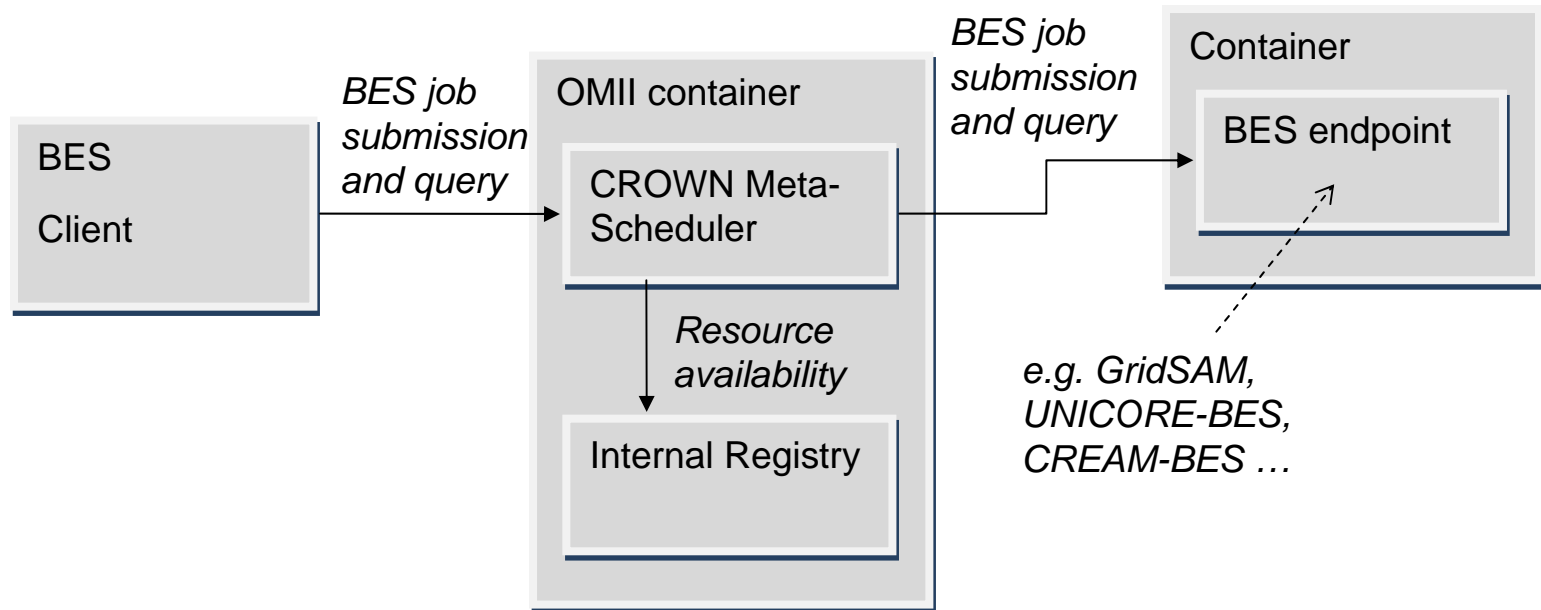 BES
Client
BES job
submission
and query
OMII container
CROWN Meta-
Scheduler
Resource
availability
Internal Registry
BES job
submission
and query
Container
BES endpoint
e.g. GridSAM,
UNICORE-BES,
CREAM-BES …